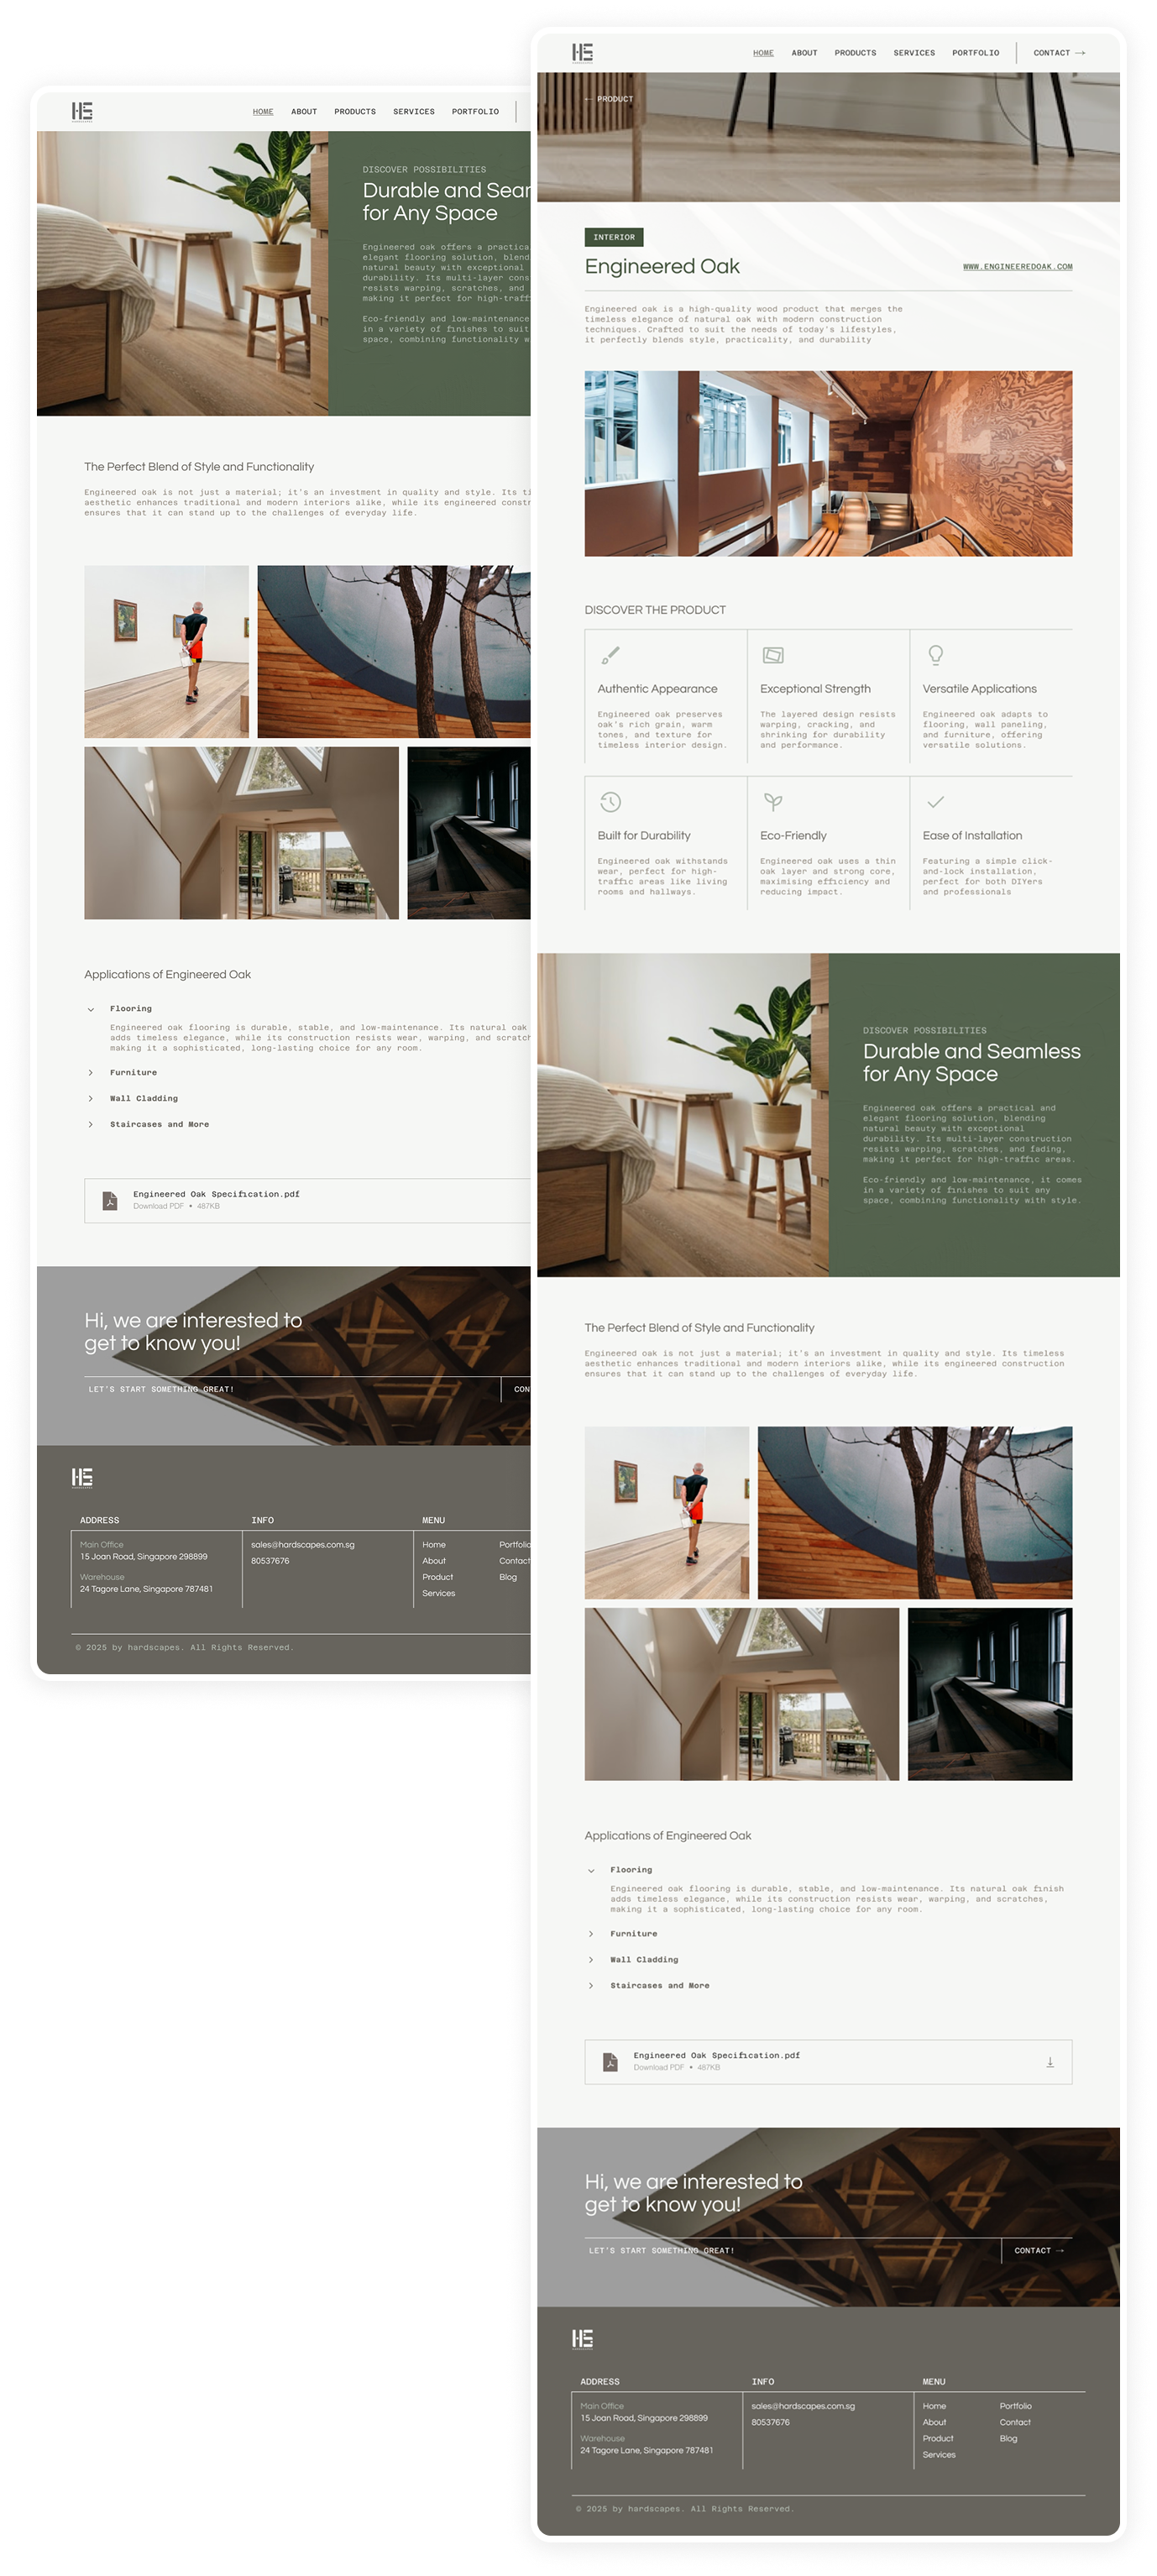 HS
HOME ABOUT PRODUCTS SERVICES PORTFOLIO
DISCOVER POSSIBILITIES
Durable and Sear
for Any Space
Engineered oak offers a practica
elegant flooring solution, blend
natural beauty with exceptional
durability. Its multi-layer cons
resists warping, scratches, and
making it perfect for high-traff
Eco-friendly and low-maintenance
in a variety of finishes to suit
space, combining functionality w
The Perfect Blend of Style and Functionality
Engineered oak is not just a material; it's an investment in quality and style. Its ti
aesthetic enhances traditional and modern interiors alike, while its engineered constr
ensures that it can stand up to the challenges of everyday life.
Applications of Engineered Oak
Flooring
Engineered oak flooring is durable, stable, and low-maintenance. Its natural oak
adds timeless elegance, while its construction resists wear, warping, and scratch
making it a sophisticated, long-lasting choice for any room.
Furniture
Wall Cladding
Staircases and More
Engineered Oak Specification.pdf
Download PDF • 487KB
Hi, we are interested to
get to know you!
LET'S START SOMETHING GREAT! CON
HS
ADDRESS INFO MENU
Main Office sales@hardscapes.com.sg Home Portfolio
15 Joan Road, Singapore 298899
80537676 About Contact
Warehouse Product Blog
24 Tagore Lane, Singapore 787481 Services
© 2025 by hardscapes. All Rights Reserved.
HS
HOME ABOUT PRODUCTS SERVICES PORTFOLIO CONTACT →
← PRODUCT
INTERIOR
Engineered Oak WWW.ENGINEEREDOAK.COM
Engineered oak is a high-quality wood product that merges the
timeless elegance of natural oak with modern construction
techniques. Crafted to suit the needs of today's lifestyles,
it perfectly blends style, practicality, and durability
DISCOVER THE PRODUCT
Authentic Appearance
Engineered oak preserves
oak's rich grain, warm
tones, and texture for
timeless interior design.
Exceptional Strength
The layered design resists
warping, cracking, and
shrinking for durability
and performance.
Versatile Applications
Engineered oak adapts to
flooring, wall paneling,
and furniture, offering
versatile solutions.
Built for Durability
Engineered oak withstands
wear, perfect for high-
traffic areas like living
rooms and hallways.
Eco-Friendly
Engineered oak uses a thin
oak layer and strong core,
maximising efficiency and
reducing impact.
Ease of Installation
Featuring a simple click-
and-lock installation,
perfect for both DIYers
and professionals
DISCOVER POSSIBILITIES
Durable and Seamless
for Any Space
Engineered oak offers a practical and
elegant flooring solution, blending
natural beauty with exceptional
durability. Its multi-layer construction
resists warping, scratches, and fading,
making it perfect for high-traffic areas.
Eco-friendly and low-maintenance, it comes
in a variety of finishes to suit any
space, combining functionality with style.
The Perfect Blend of Style and Functionality
Engineered oak is not just a material; it's an investment in quality and style. Its timeless
aesthetic enhances traditional and modern interiors alike, while its engineered construction
ensures that it can stand up to the challenges of everyday life.
Applications of Engineered Oak
Flooring
Engineered oak flooring is durable, stable, and low-maintenance. Its natural oak finish
adds timeless elegance, while its construction resists wear, warping, and scratches,
making it a sophisticated, long-lasting choice for any room.
Furniture
Wall Cladding
Staircases and More
Engineered Oak Specification.pdf
Download PDF • 487KB
Hi, we are interested to
get to know you!
LET'S START SOMETHING GREAT! CONTACT →
HS
ADDRESS INFO MENU
Main Office sales@hardscapes.com.sg Home Portfolio
15 Joan Road, Singapore 298899
80537676 About Contact
Warehouse Product Blog
24 Tagore Lane, Singapore 787481 Services
© 2025 by hardscapes. All Rights Reserved.